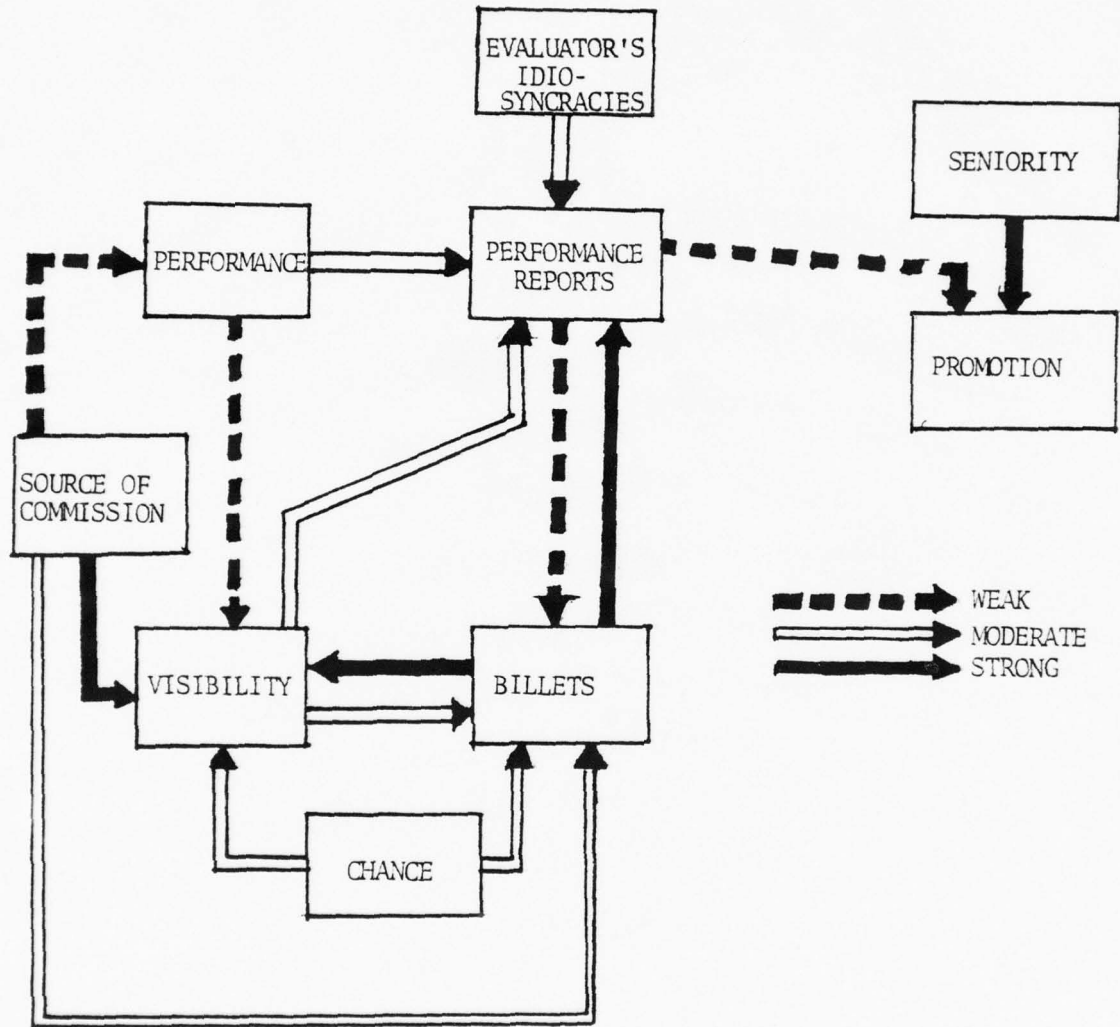 EVALUATOR'S
IDIO-
SYNCRACIES
SENIORITY
PERFORMANCE
PERFORMANCE
REPORTS
PROMOTION
SOURCE OF
COMMISSION
WEAK
MODERATE
STRONG
VISIBILITY
BILLETS
CHANCE